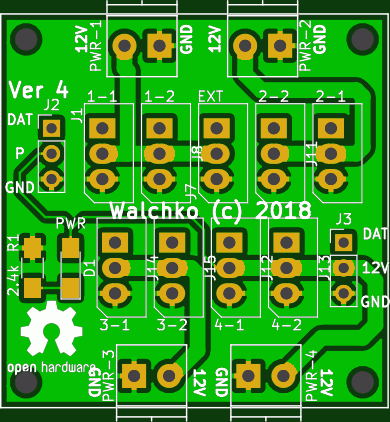 12V PWR-1 GND 12V PWR-2 GND
Ver 4
J2 1-1 1-2 EXT 2-2 2-1
DAT J1 J8 J11
P
GND J7
Walchko (c) 2018
PWR J3
DAT
R1 D1 J14 J15 J12 J13 12V
2.4k GND
3-1 3-2 4-1 4-2
open hardware
GND PWR-3 12V GND PWR-4 12V